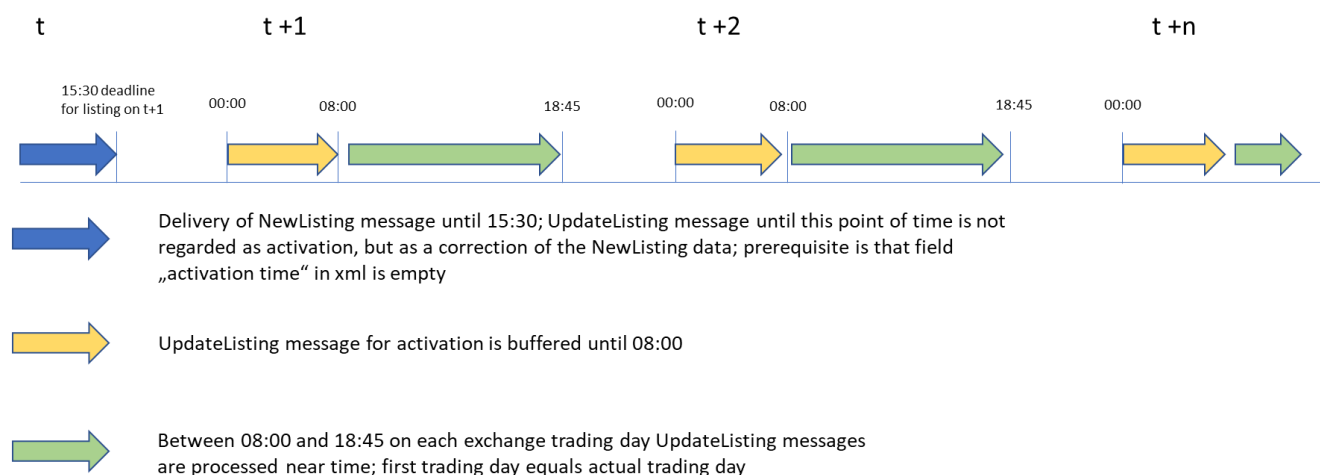 t
t +1
t +2
t +n
15:30 deadline
for listing on t+1
00:00
08:00
18:45
00:00
08:00
18:45
00:00
Delivery of NewListing message until 15:30; UpdateListing message until this point of time is not
regarded as activation, but as a correction of the NewListing data; prerequisite is that field
„activation time“ in xml is empty
UpdateListing message for activation is buffered until 08:00
Between 08:00 and 18:45 on each exchange trading day UpdateListing messages
are processed near time; first trading day equals actual trading day